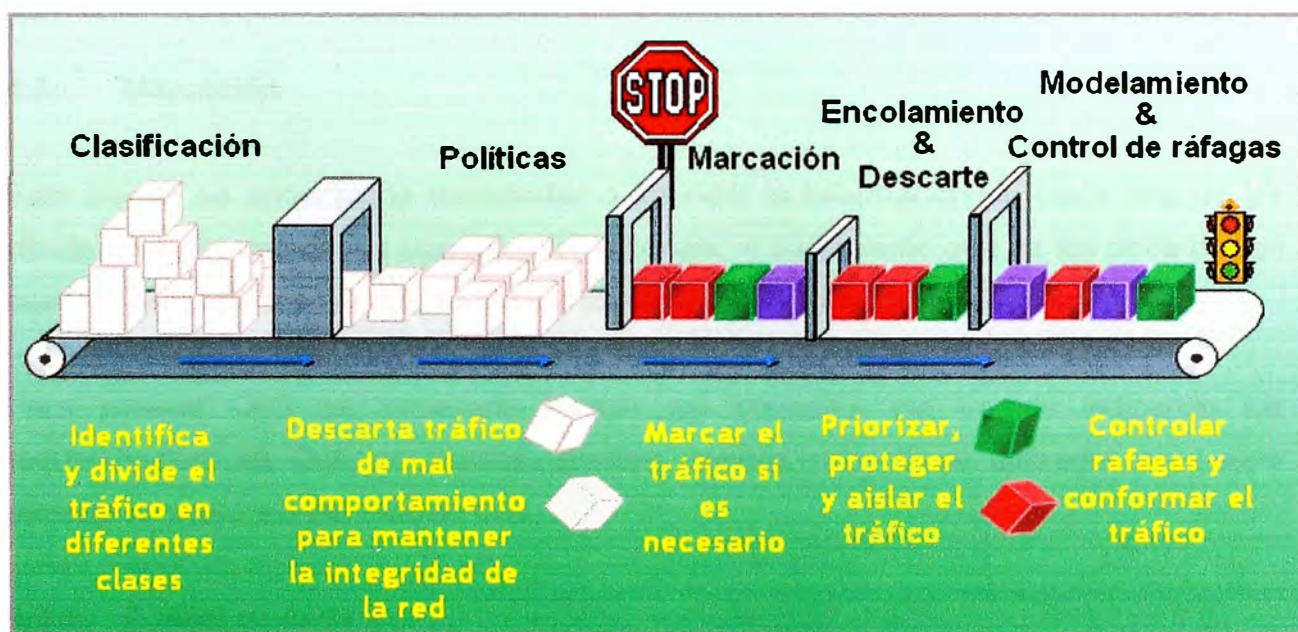 Clasificación
Políticas
STOP
Marcación
Encolamiento
&
Descarte
Modelamiento
&
Control de ráfagas
Identifica
y divide el
tráfico en
diferentes
clases
Descarta tráfico
de mal
comportamiento
para mantener
la integridad de
la red
Marcar el
tráfico si
es
necesario
Priorizar,
proteger
y aislar el
tráfico
Controlar
rafagas y
conformar el
tráfico